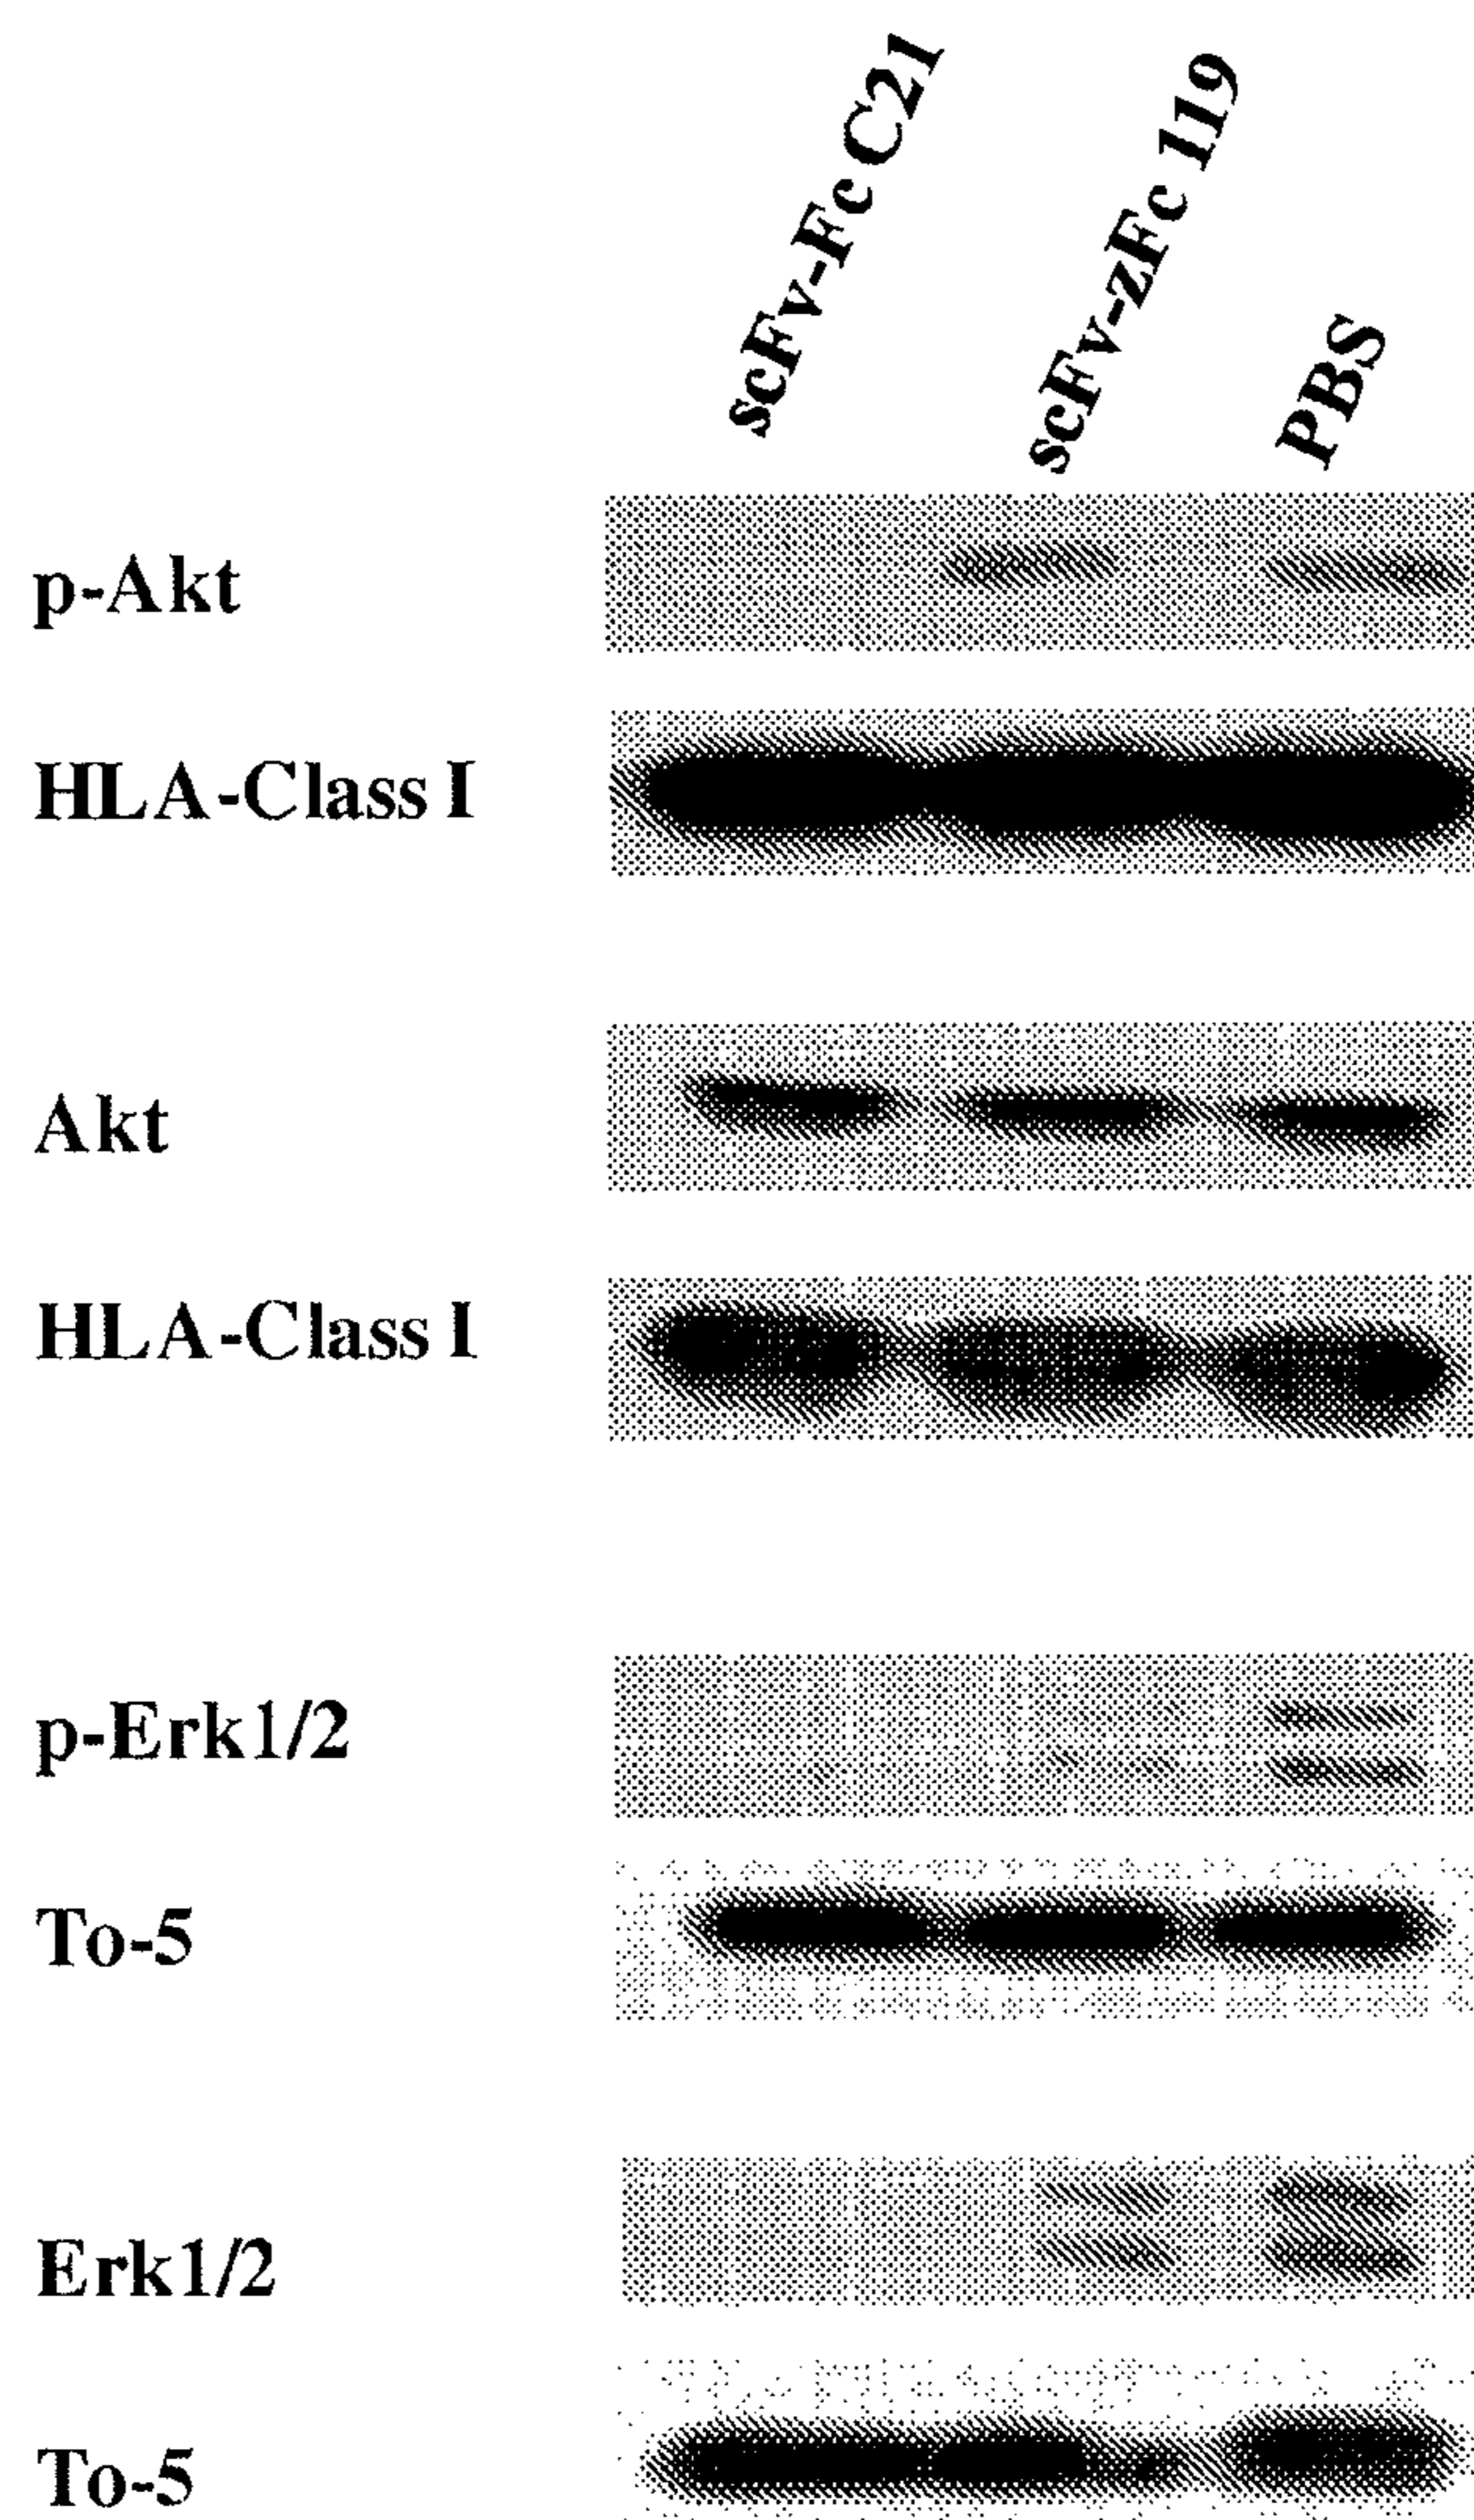 scFv-Fc C21
scFv-zFc 119
PBS
p-Akt
HLA-Class I
Akt
HLA-Class I
p-Erk1/2
To-5
Erk1/2
To-5